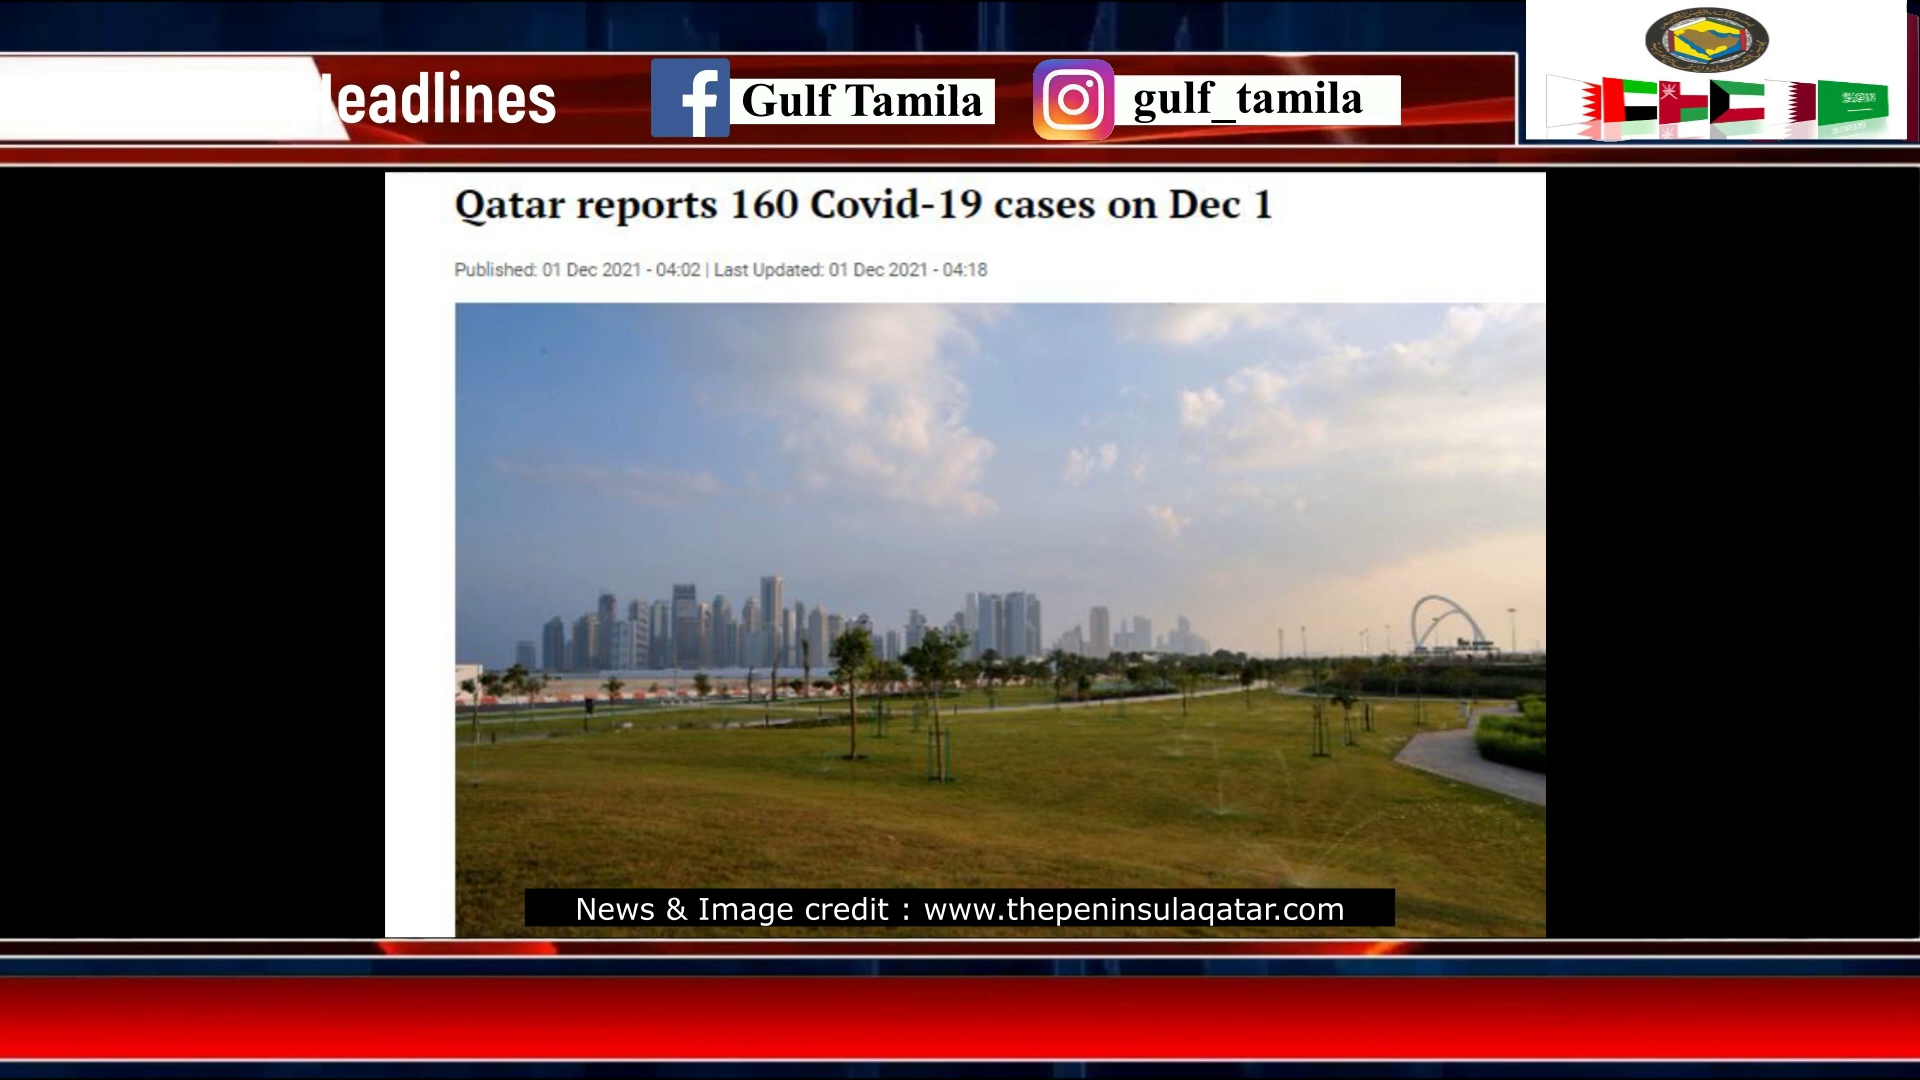 eadlines
Gulf Tamila
gulf_tamila
Qatar reports 160 Covid-19 cases on Dec 1
Published: 01 Dec 2021 - 04:02 | Last Updated: 01 Dec 2021 - 04:18
News & Image credit : www.thepeninsulaqatar.com